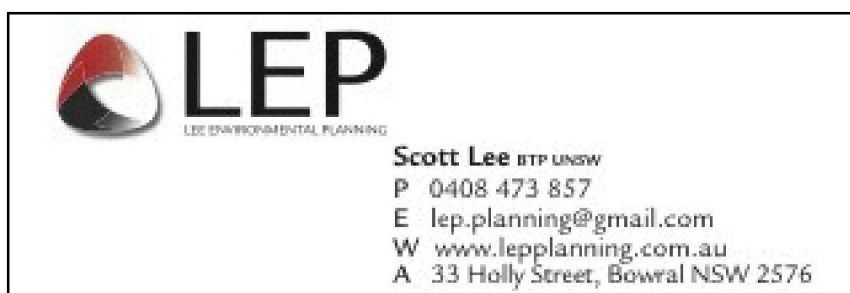 LEP
LEE ENVIRONMENTAL PLANNING
Scott Lee BTP UNSW
P 0408 473 857
E lep.planning@gmail.com
W www.lepplanning.com.au
A 33 Holly Street, Bowral NSW 2576